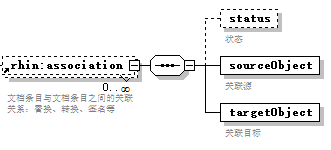 status
状态
rhin:association
sourceObject
0..∞
关联源
文档条目与文档条目之间的关联
关系：替换、转换、签名等
targetObject
关联目标